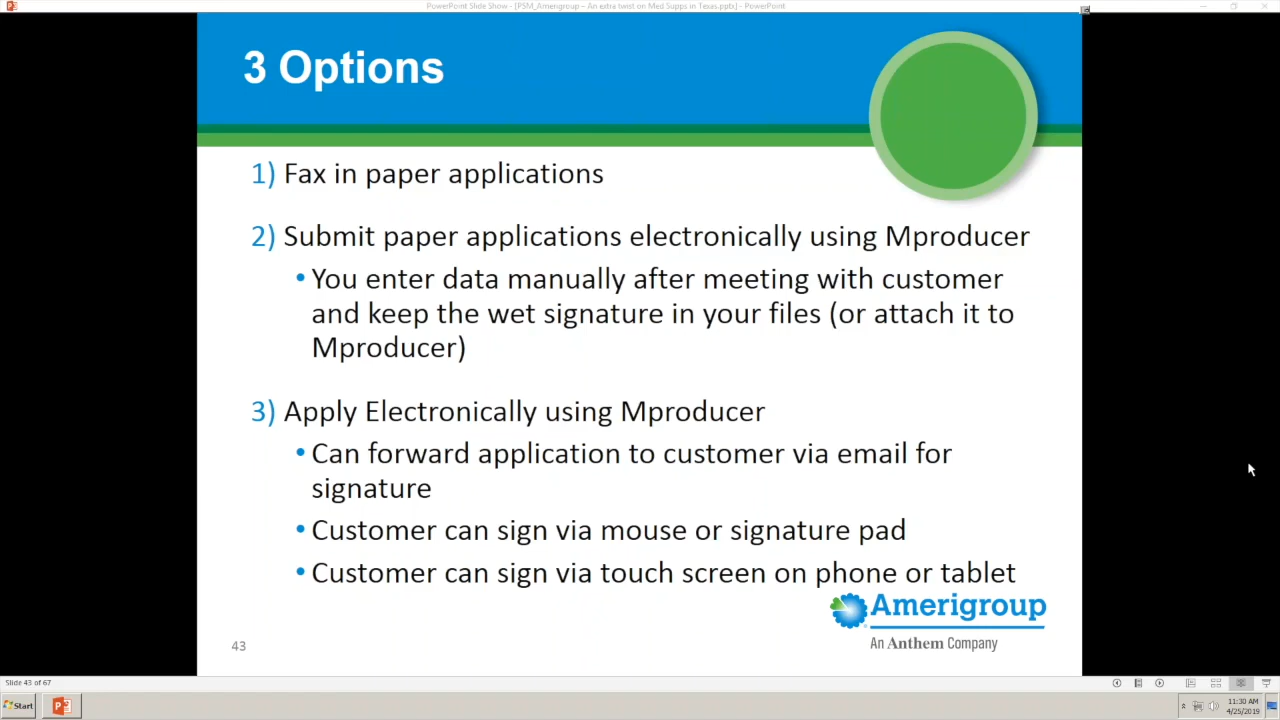 PowerPoint Slide Show - [PSM_Amerigroup – An extra twist on Med Supps in Texas.pptx] - PowerPoint
3 Options
1) Fax in paper applications
2) Submit paper applications electronically using Mproducer
• You enter data manually after meeting with customer
and keep the wet signature in your files (or attach it to
Mproducer)
3) Apply Electronically using Mproducer
• Can forward application to customer via email for
signature
• Customer can sign via mouse or signature pad
• Customer can sign via touch screen on phone or tablet
Amerigroup
An Anthem Company
43
Slide 43 of 67
Start
11:30 AM
4/25/2019